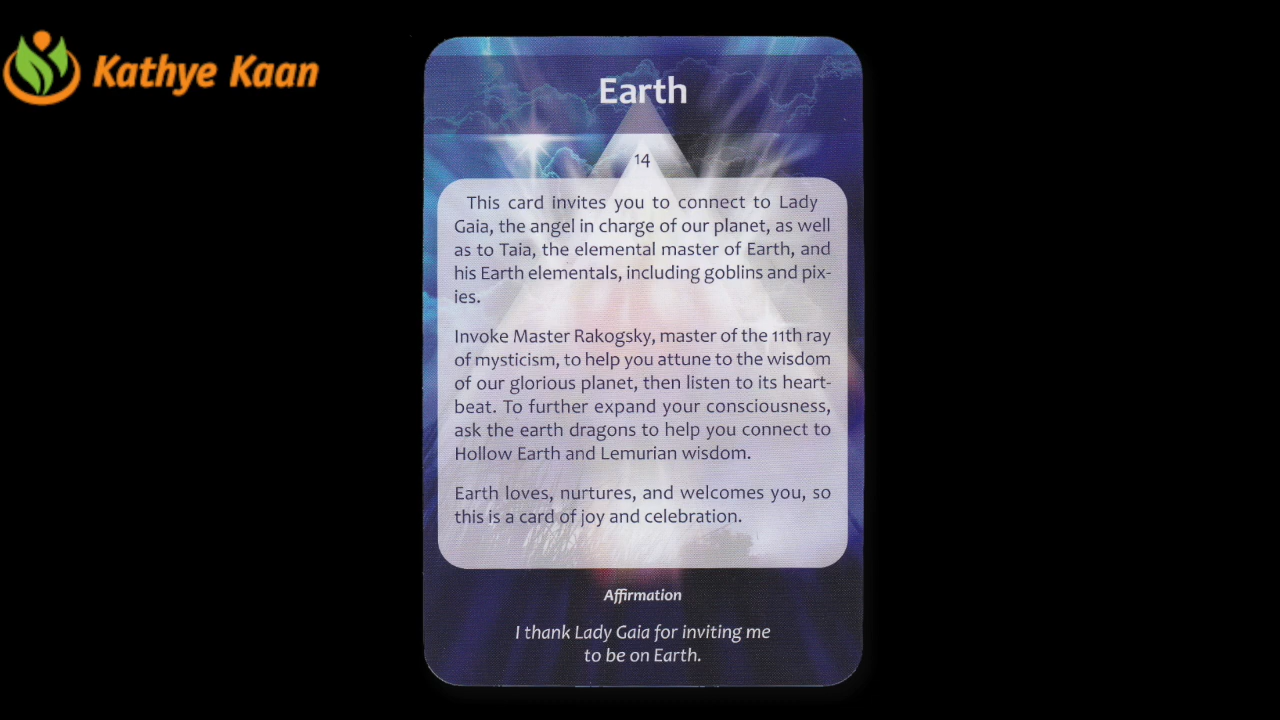 Kathye Kaan
Earth
14
This card invites you to connect to Lady
Gaia, the angel in charge of our planet, as well
as to Taia, the elemental master of Earth, and
his Earth elementals, including goblins and pix-
ies.
Invoke Master Rakogsky, master of the 11th ray
of mysticism, to help you attune to the wisdom
of our glorious planet, then listen to its heart-
beat. To further expand your consciousness,
ask the earth dragons to help you connect to
Hollow Earth and Lemurian wisdom.
Earth loves, nurtures, and welcomes you, so
this is a card of joy and celebration.
Affirmation
I thank Lady Gaia for inviting me
to be on Earth.